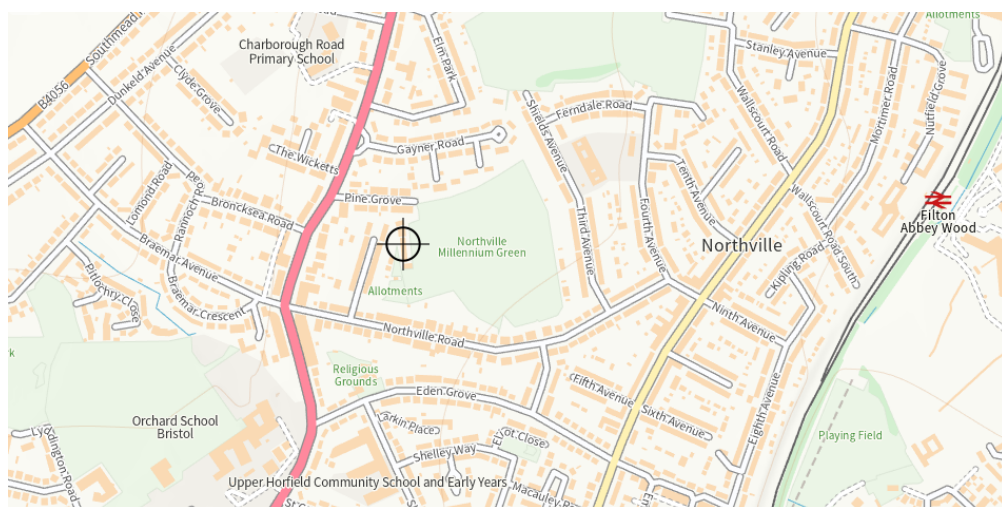 Allotments
Southmead
B4056
Dunkeld Avenue
Clyde Grove
Charborough Road
Primary School
Elm Park
Stanley Avenue
Wallscourt Road
Mortimer Road
Nutfield Grove
Shields Avenue
Ferndale Road
Gayner Road
The Wicketts
Tenth Avenue
Lomond Road
Rannoch Road
Broncksea Road
Pine Grove
Third Avenue
Fourth Avenue
Wallscourt Road South
Filton
Abbey Wood
Northville
Millennium Green
Northville
Braemar Avenue
Kipling Road
Pitlochry Close
Braemar Crescent
Allotments
Ninth Avenue
Northville Road
Religious
Grounds
Fifth Avenue
Sixth Avenue
Eighth Avenue
Eden Grove
Orchard School
Bristol
Larkin Place
Shelley Way
Playing Field
Upper Horfield Community School and Early Years